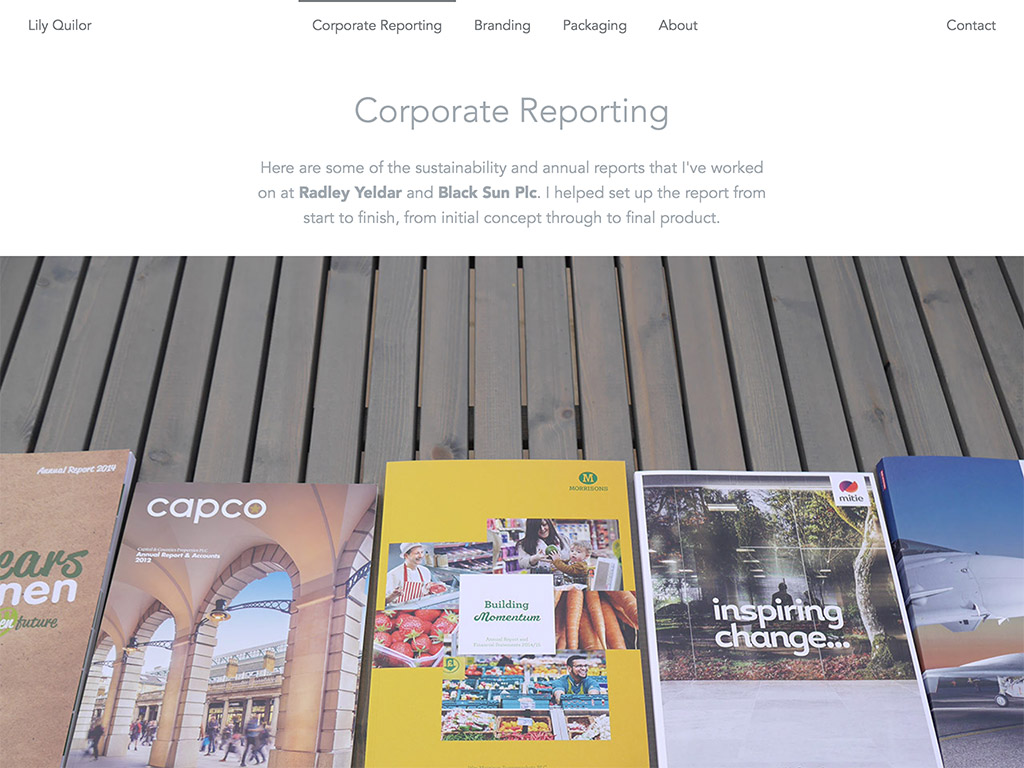 Lily Quilor
Corporate Reporting
Branding
Packaging
About
Contact
Corporate Reporting
Here are some of the sustainability and annual reports that I've worked
on at Radley Yeldar and Black Sun Plc. I helped set up the report from
start to finish, from initial concept through to final product.
Annual Report 2014
ears
men
en future
capco
Capital & Counties Properties PLC
Annual Report & Accounts
2012
M
MORRISONS
Building
Momentum
Annual Report and
Financial Statements 2014/15
mitie
inspiring
change...